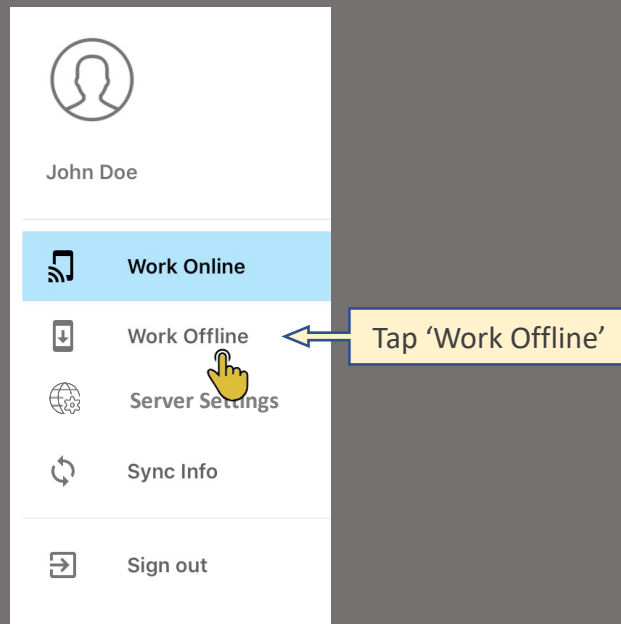 John Doe
Work Online
Work Offline
Tap ‘Work Offline’
Server Settings
Sync Info
Sign out